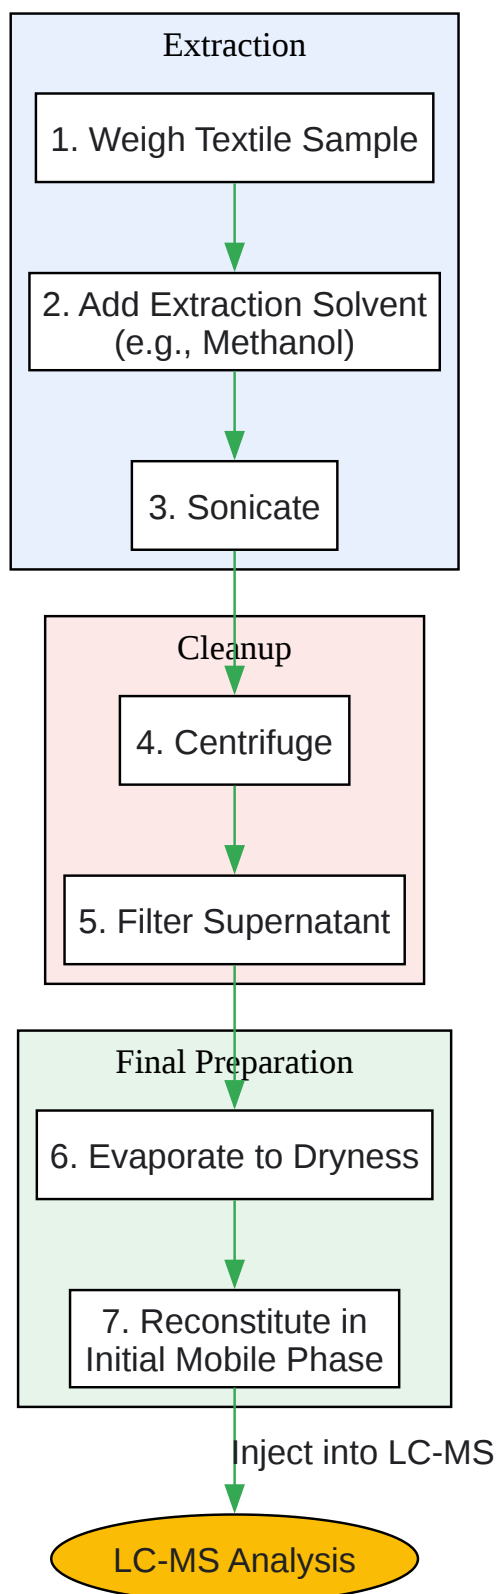 Extraction
1. Weigh Textile Sample
2. Add Extraction Solvent
(e.g., Methanol)
3. Sonicate
Cleanup
4. Centrifuge
5. Filter Supernatant
Final Preparation
6. Evaporate to Dryness
7. Reconstitute in
Initial Mobile Phase
Inject into LC-MS
LC-MS Analysis